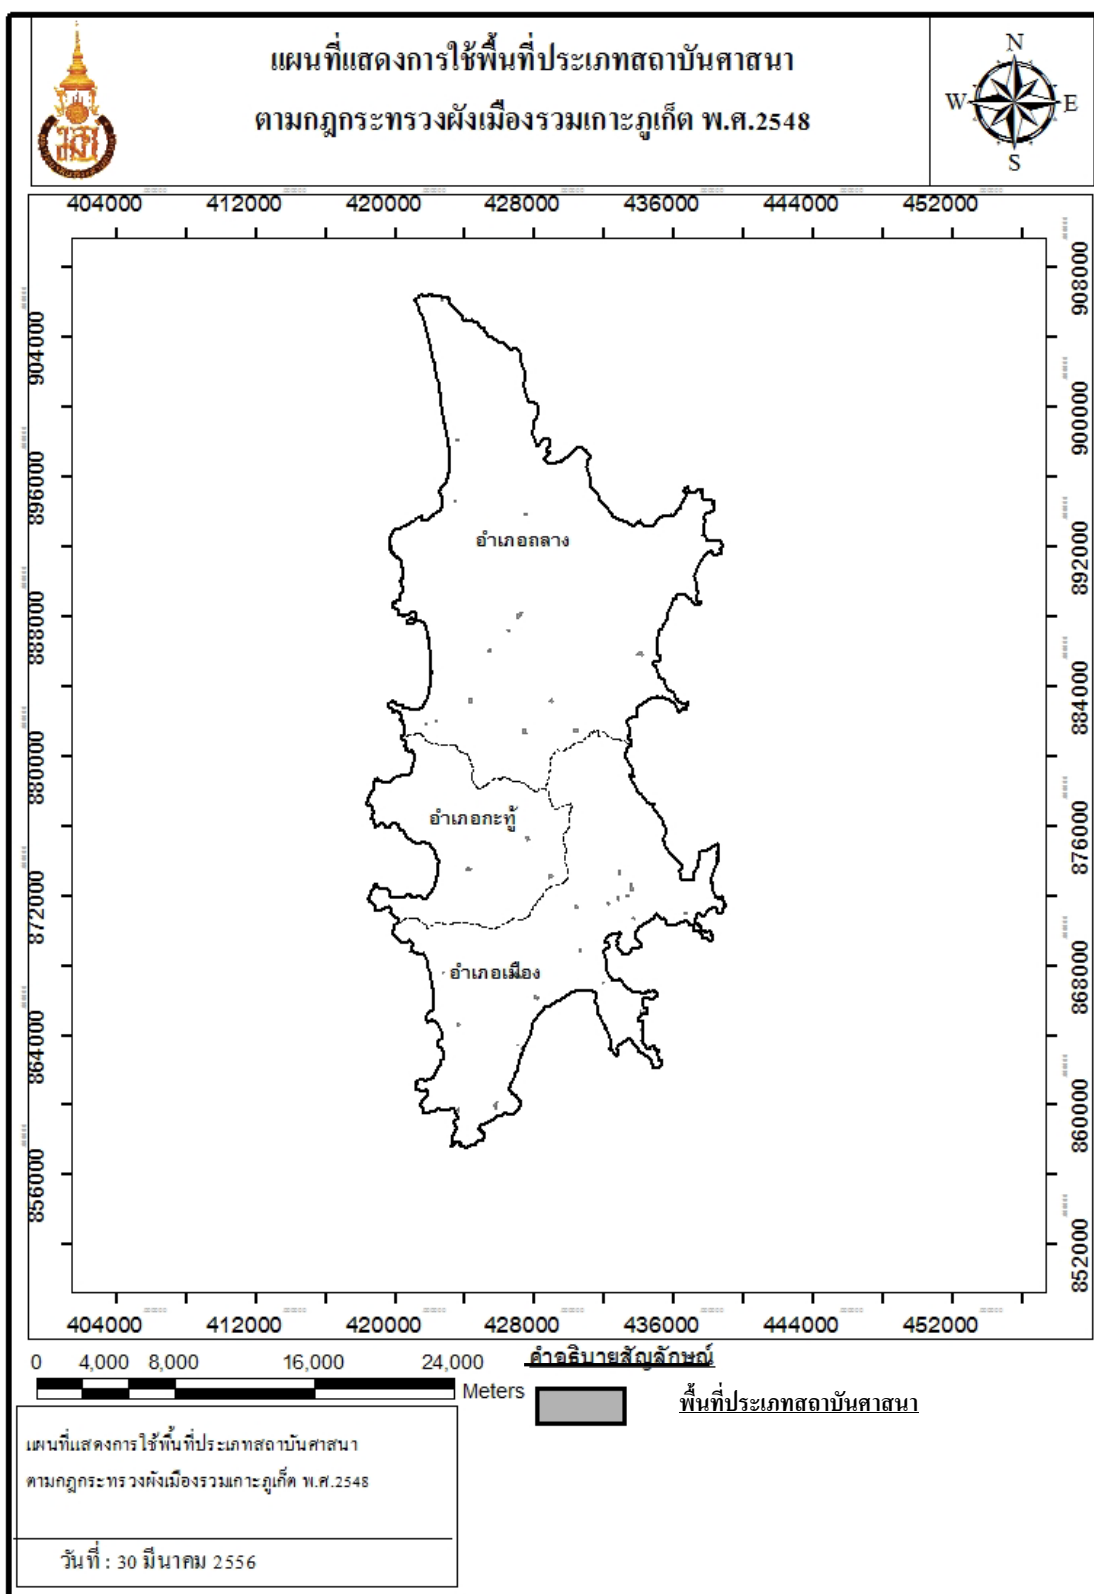 แผนที่แสดงการใช้พื้นที่ประเภทสถาบันศาสนา
ตามกฎกระทรวงผังเมืองรวมเกาะภูเก็ต พ.ศ.2548
N
W E
S
404000 412000 420000 428000 436000 444000 452000
904000
896000
888000
880000
872000
864000
856000
908000
900000
892000
884000
876000
868000
860000
852000
อำเภอถลาง
อำเภอกะทู้
อำเภอเมือง
404000 412000 420000 428000 436000 444000 452000
0 4,000 8,000 16,000 24,000
Meters
คำอธิบายสัญลักษณ์
พื้นที่ประเภทสถาบันศาสนา
แผนที่แสดงการใช้พื้นที่ประเภทสถาบันศาสนา
ตามกฎกระทรวงผังเมืองรวมเกาะภูเก็ต พ.ศ.2548
วันที่ : 30 มีนาคม 2556